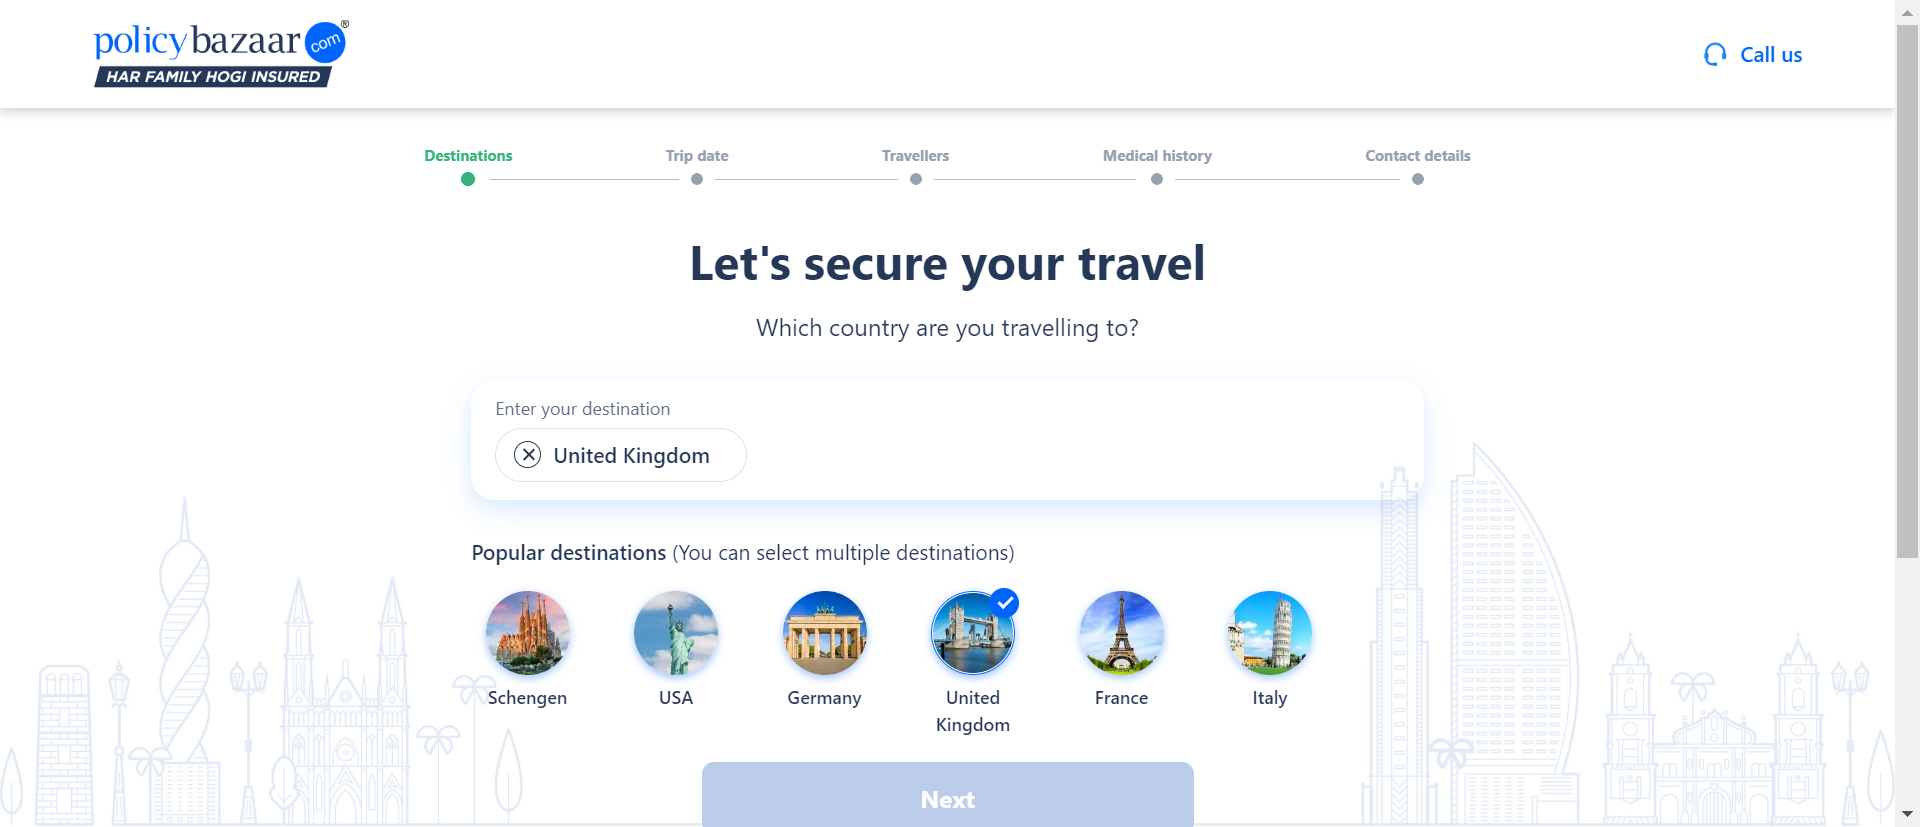 policybazaar com ®
HAR FAMILY HOGI INSURED
Call us
Destinations
Trip date
Travellers
Medical history
Contact details
Let's secure your travel
Which country are you travelling to?
Enter your destination
United Kingdom
Popular destinations (You can select multiple destinations)
Schengen
USA
Germany
United
Kingdom
France
Italy
Next